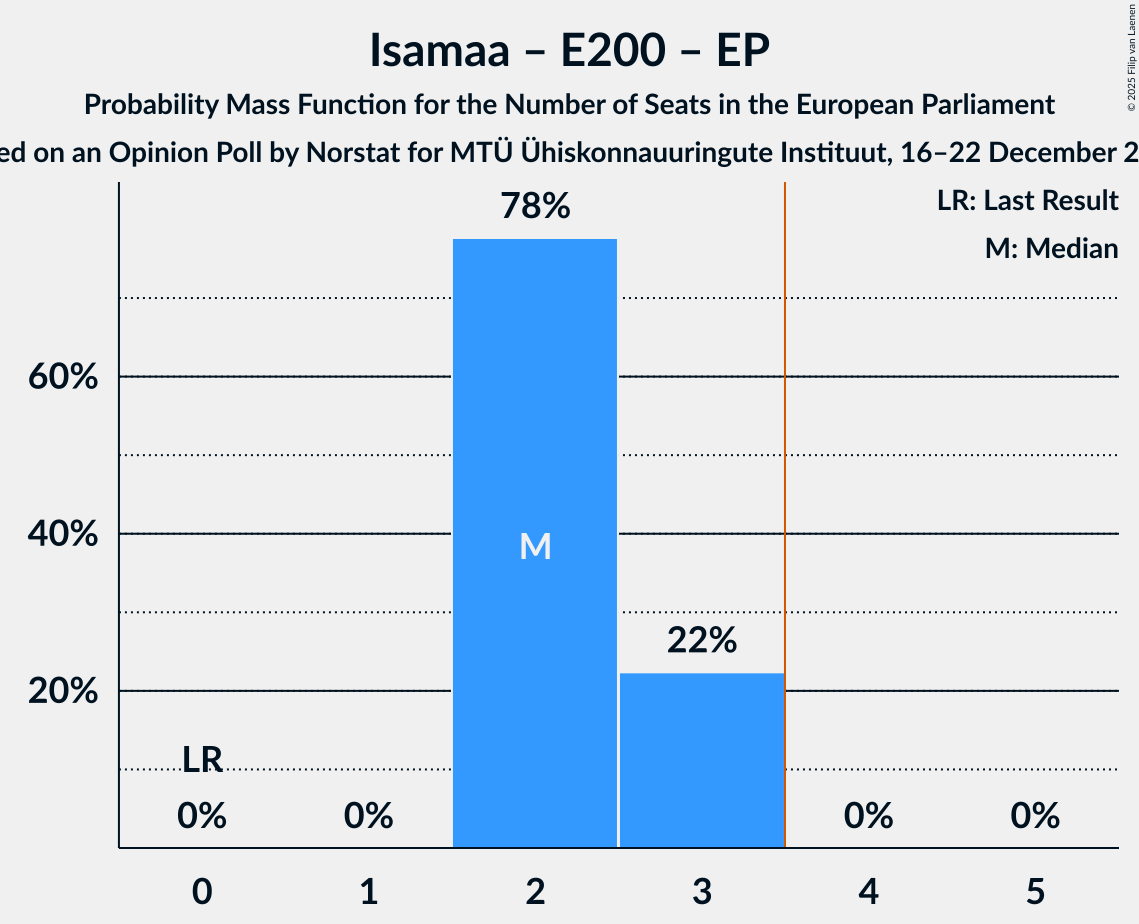 Isamaa – E200 – EP
Probability Mass Function for the Number of Seats in the European Parliament
on an Opinion Poll by Norstat for MTÜ Ühiskonnauuringute Instituut, 16–22 December
© 2025 Filip van Laenen
LR: Last Result
M: Median
78%
60%
40%
20%
M
22%
LR
0%
0%
0%
0%
0
1
2
3
4
5